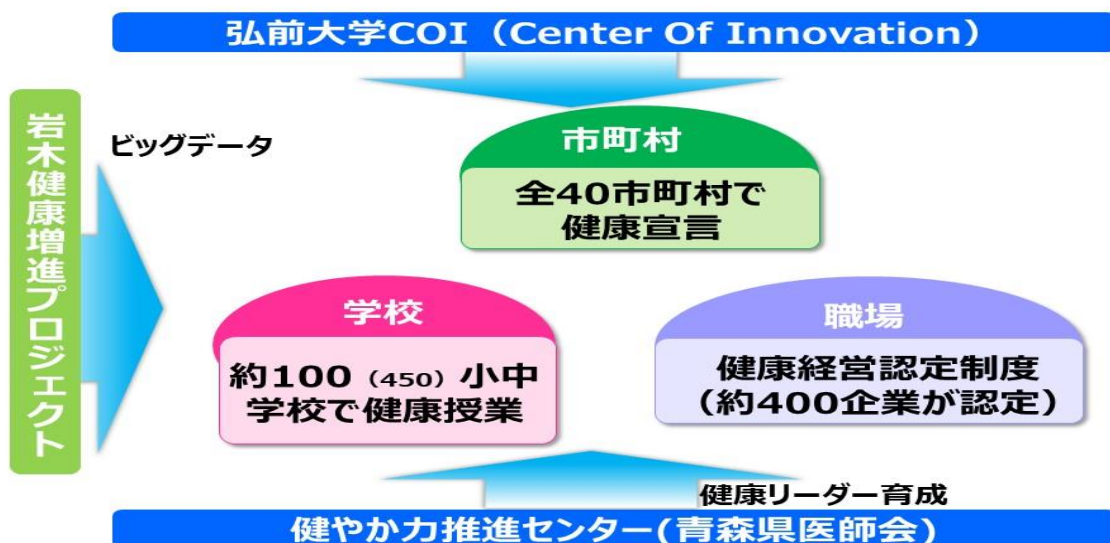 弘前大学COI（Center Of Innovation）
岩木健康増進プロジェクト
ビッグデータ
市町村
全40市町村で
健康宣言
学校
約100（450）小中
学校で健康授業
職場
健康経営認定制度
（約400企業が認定）
健康リーダー育成
健やか力推進センター(青森県医師会)